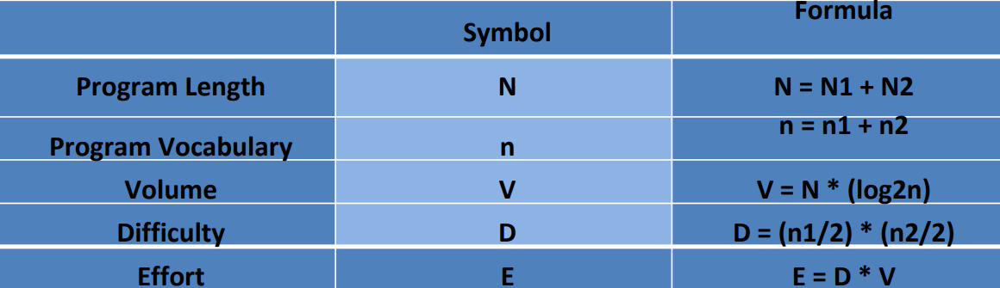 Symbol Formula
Program Length N N = N1 + N2
Program Vocabulary n n = n1 + n2
Volume V V = N * (log2n)
Difficulty D D = (n1/2) * (n2/2)
Effort E E = D * V